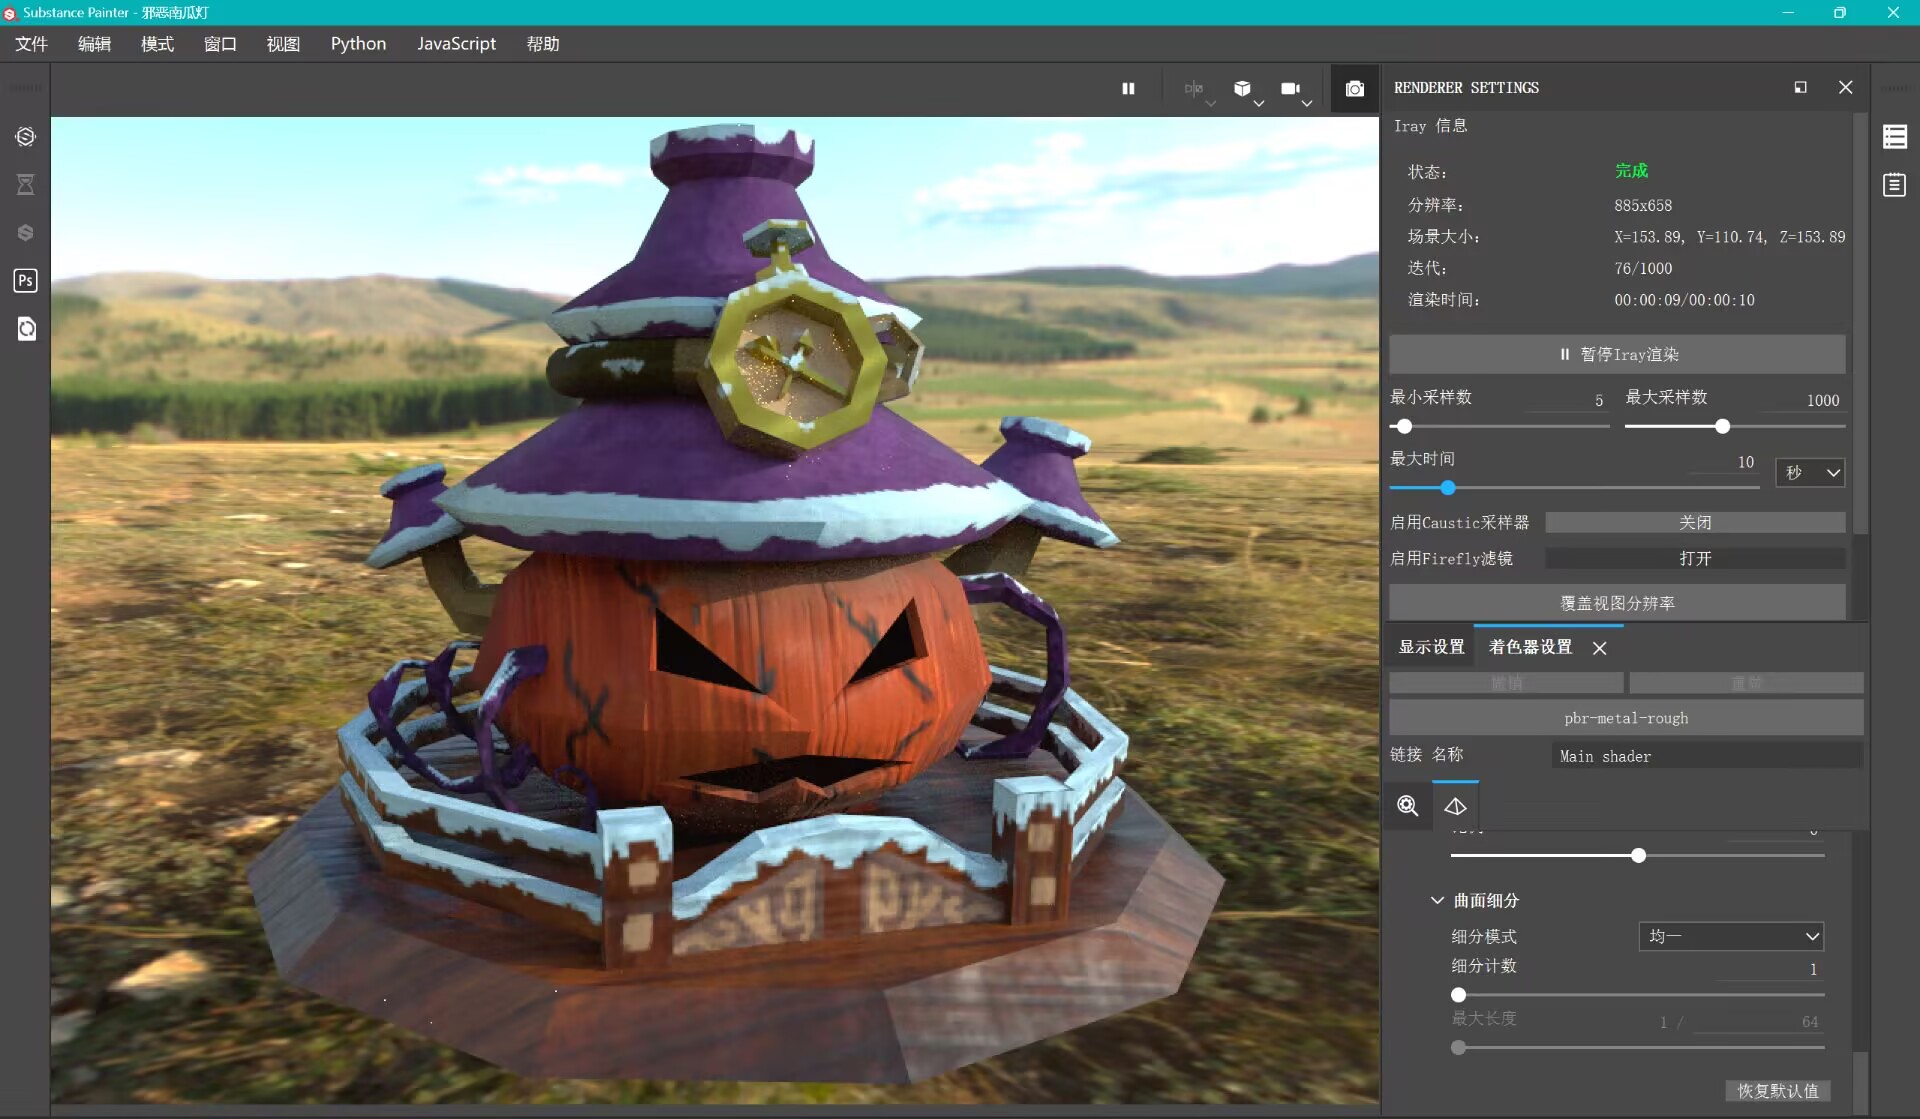 Substance Painter - 邪恶南瓜灯
文件 编辑 模式 窗口 视图 Python JavaScript 帮助
RENDERER SETTINGS
Iray 信息
状态: 完成
分辨率: 885x658
场景大小: X=153.89, Y=110.74, Z=153.89
迭代: 76/1000
渲染时间: 00:00:09/00:00:10
暂停Iray渲染
最小采样数 5 最大采样数 1000
最大时间 10 秒
启用Caustic采样器 关闭
启用Firefly滤镜 打开
覆盖视图分辨率
显示设置 着色器设置
撤销 重做
pbr-metal-rough
链接 名称 Main shader
曲面细分
细分模式 均一
细分计数 1
最大长度 1 / 64
恢复默认值
Ps